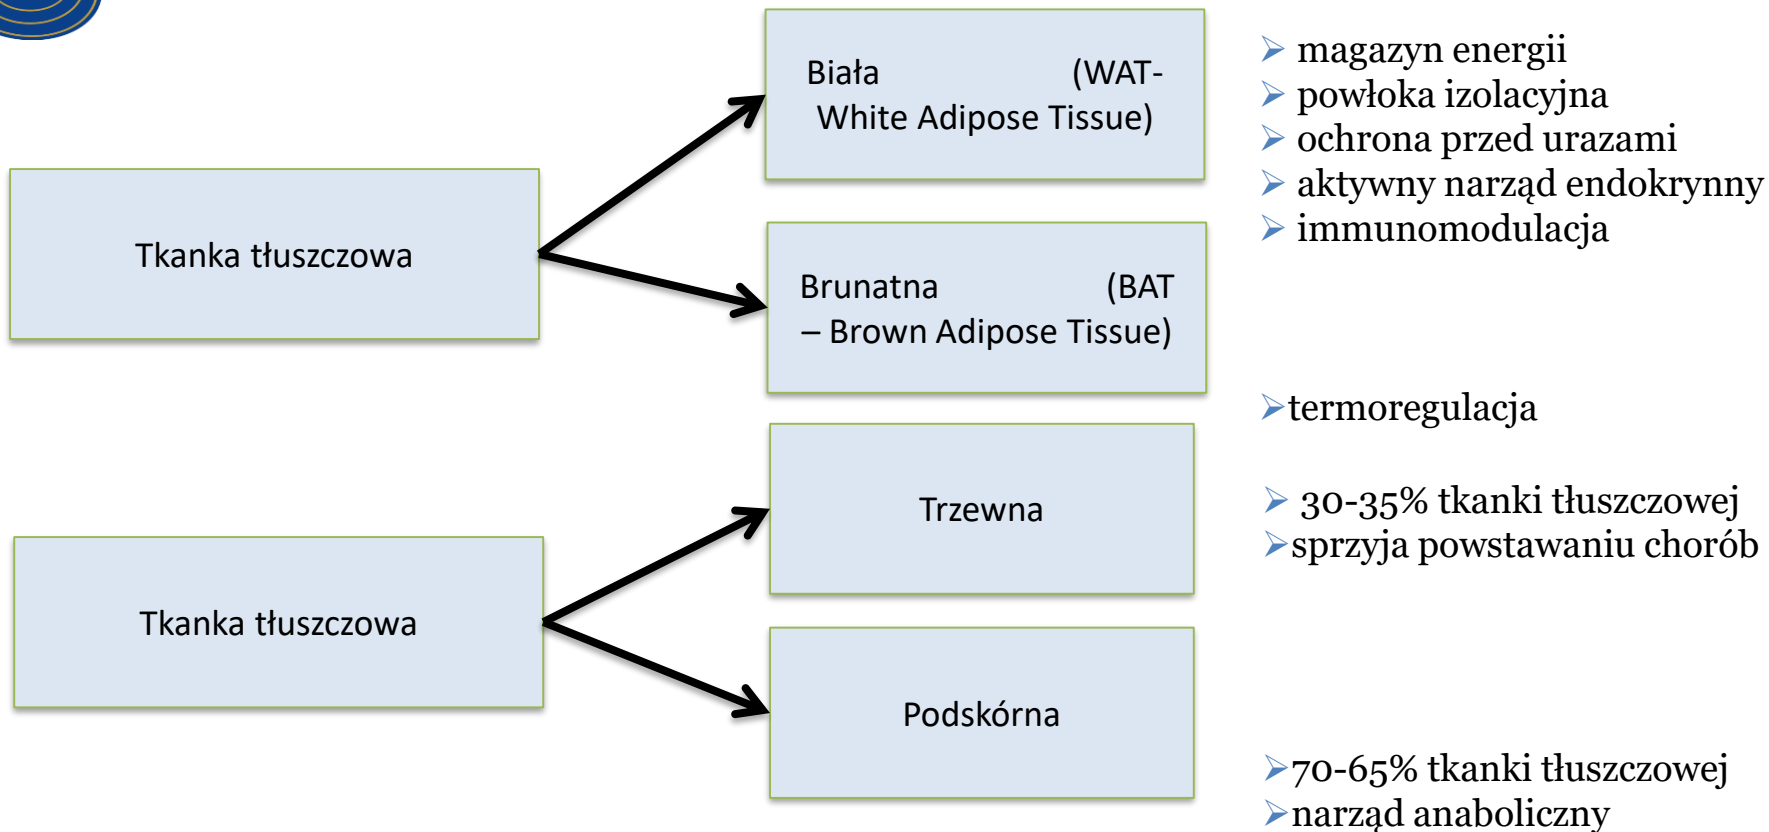 Tkanka tłuszczowa
Biała (WAT-
White Adipose Tissue)
➢ magazyn energii
➢ powłoka izolacyjna
➢ ochrona przed urazami
➢ aktywny narząd endokrynny
➢ immunomodulacja
Brunatna (BAT
– Brown Adipose Tissue)
➢termoregulacja
Tkanka tłuszczowa
Trzewna
➢ 30-35% tkanki tłuszczowej
➢sprzyja powstawaniu chorób
Podskórna
➢70-65% tkanki tłuszczowej
➢narząd anaboliczny